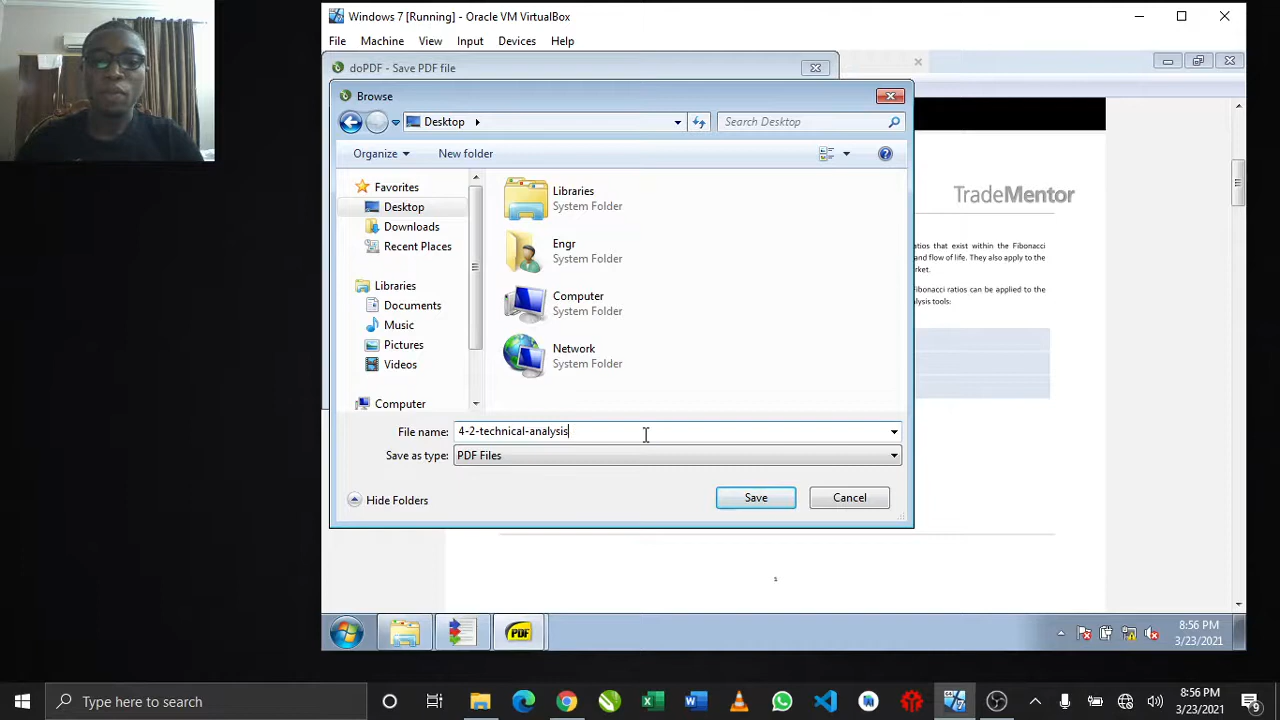 Windows 7 [Running] - Oracle VM VirtualBox
File Machine View Input Devices Help
doPDF - Save PDF file
Browse
Desktop
Search Desktop
Organize New folder
Favorites
Desktop
Downloads
Recent Places
Libraries
Documents
Music
Pictures
Videos
Computer
Libraries
System Folder
Engr
System Folder
Computer
System Folder
Network
System Folder
File name: 4-2-technical-analysis
Save as type: PDF Files
Hide Folders
Save Cancel
TradeMentor
atios that exist within the Fibonacci
and flow of life. They also apply to the
rket.
Fibonacci ratios can be applied to the
alysis tools:
PDF
8:56 PM
3/23/2021
Type here to search
8:56 PM
3/23/2021
9